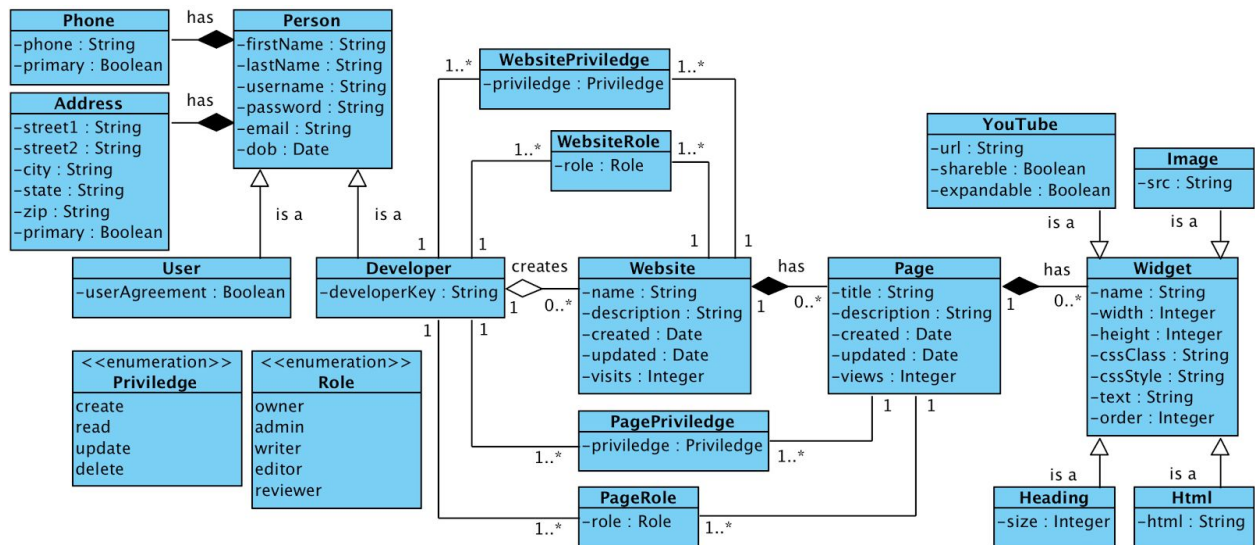 Phone
-phone : String
-primary : Boolean
has
Person
-firstName : String
-lastName : String
-username : String
-password : String
-email : String
-dob : Date
Address
-street1 : String
-street2 : String
-city : String
-state : String
-zip : String
-primary : Boolean
has
is a
is a
User
-userAgreement : Boolean
Developer
-developerKey : String
WebsitePriviledge
-priviledge : Priviledge
1..*
1..*
WebsiteRole
-role : Role
1..*
1..*
1
1
1
1
creates
1
0..*
Website
-name : String
-description : String
-created : Date
-updated : Date
-visits : Integer
has
1
0..*
Page
-title : String
-description : String
-created : Date
-updated : Date
-views : Integer
has
1
0..*
Widget
-name : String
-width : Integer
-height : Integer
-cssClass : String
-cssStyle : String
-text : String
-order : Integer
YouTube
-url : String
-shareble : Boolean
-expandable : Boolean
is a
Image
-src : String
is a
<<enumeration>>
Priviledge
create
read
update
delete
<<enumeration>>
Role
owner
admin
writer
editor
reviewer
1
1
1
1
PagePriviledge
-priviledge : Priviledge
1..*
1..*
PageRole
-role : Role
1..*
1..*
is a
Heading
-size : Integer
is a
Html
-html : String